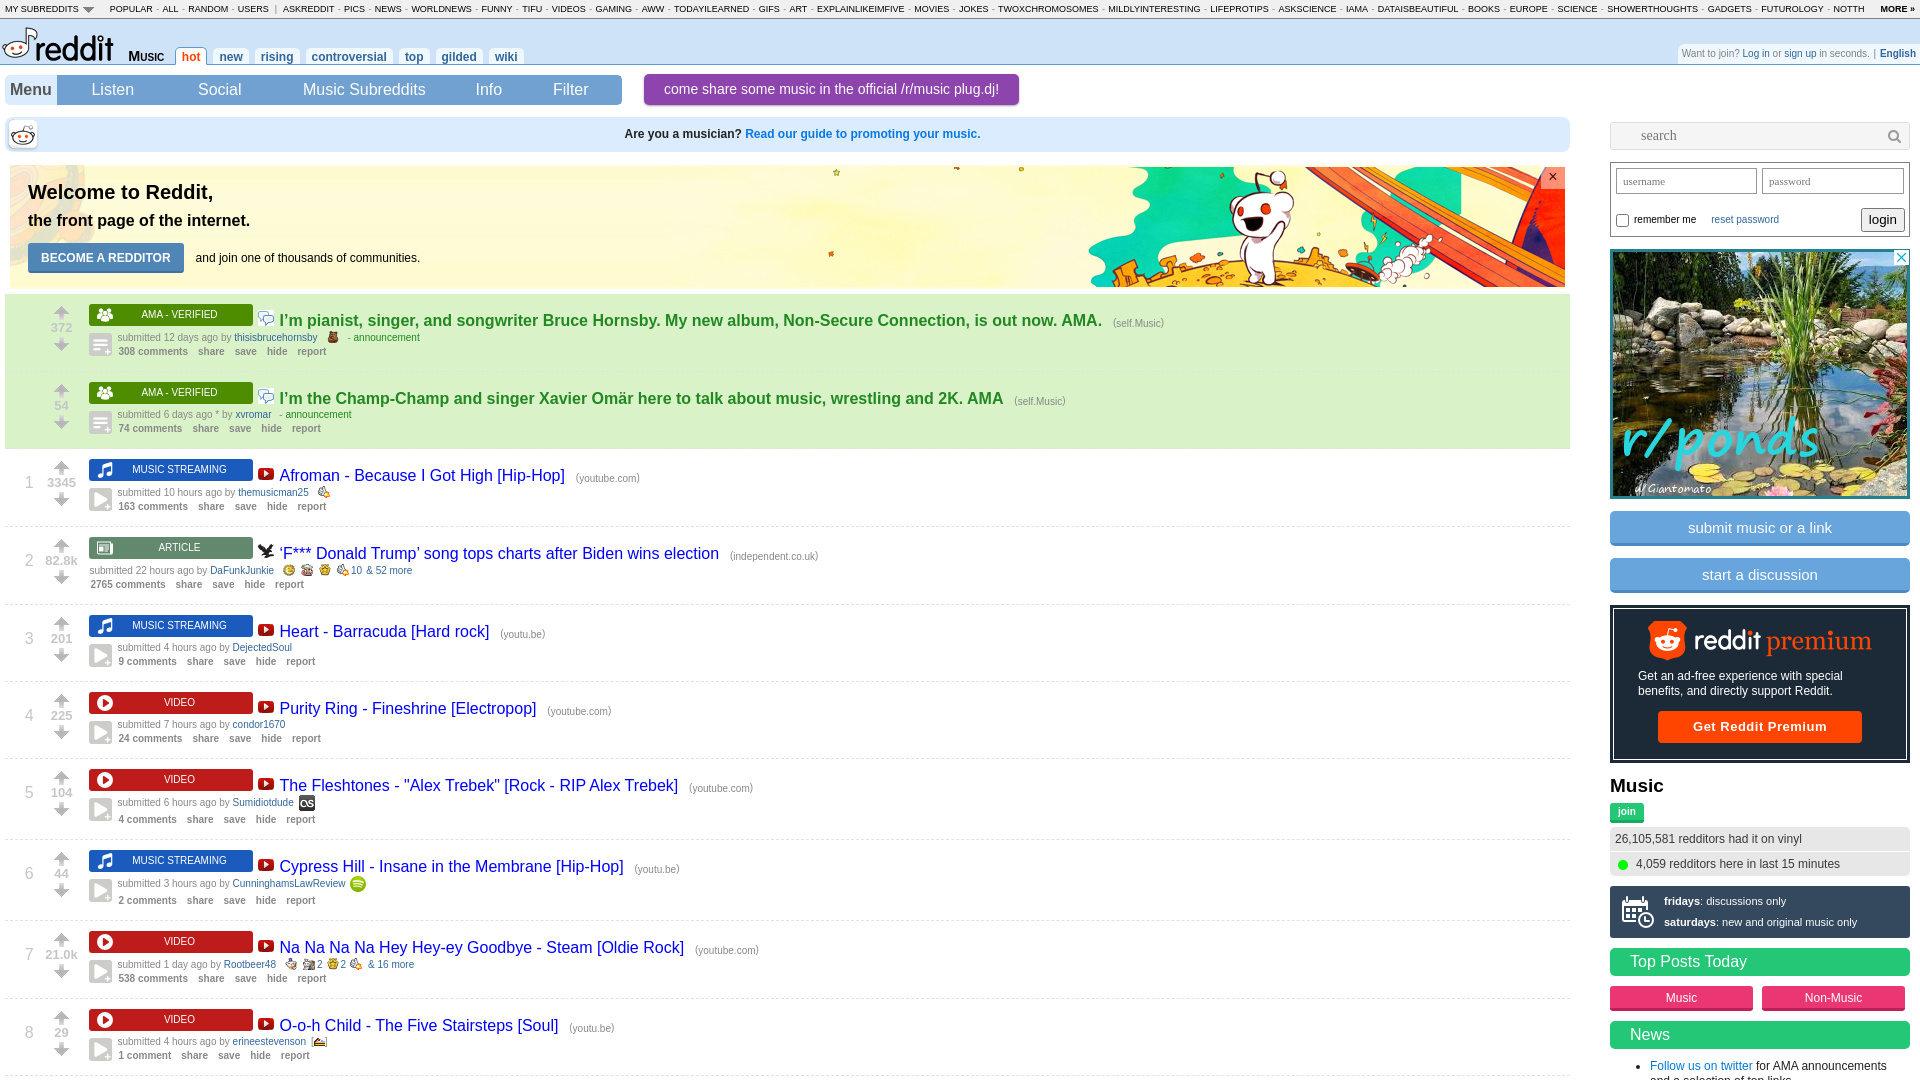 MY SUBREDDITS POPULAR - ALL - RANDOM - USERS | ASKREDDIT - PICS - NEWS - WORLDNEWS - FUNNY - TIFU - VIDEOS - GAMING - AWW - TODAYILEARNED - GIFS - ART - EXPLAINLIKEIMFIVE - MOVIES - JOKES - TWOXCHROMOSOMES - MILDLYINTERESTING - LIFEPROTIPS - ASKSCIENCE - IAMA - DATAISBEAUTIFUL - BOOKS - EUROPE - SCIENCE - SHOWERTHOUGHTS - GADGETS - FUTUROLOGY - NOTTH MORE »
reddit MUSIC hot new rising controversial top gilded wiki
Want to join? Log in or sign up in seconds. | English
Menu Listen Social Music Subreddits Info Filter
come share some music in the official /r/music plug.dj!
Are you a musician? Read our guide to promoting your music.
Welcome to Reddit,
the front page of the internet.
BECOME A REDDITOR and join one of thousands of communities.
×
372
AMA - VERIFIED I'm pianist, singer, and songwriter Bruce Hornsby. My new album, Non-Secure Connection, is out now. AMA. (self.Music)
submitted 12 days ago by thisisbrucehornsby - announcement
308 comments share save hide report
54
AMA - VERIFIED I'm the Champ-Champ and singer Xavier Omär here to talk about music, wrestling and 2K. AMA (self.Music)
submitted 6 days ago * by xvromar - announcement
74 comments share save hide report
1 3345
MUSIC STREAMING Afroman - Because I Got High [Hip-Hop] (youtube.com)
submitted 10 hours ago by themusicman25
163 comments share save hide report
2 82.8k
ARTICLE ‘F*** Donald Trump’ song tops charts after Biden wins election (independent.co.uk)
submitted 22 hours ago by DaFunkJunkie 10 & 52 more
2765 comments share save hide report
3 201
MUSIC STREAMING Heart - Barracuda [Hard rock] (youtu.be)
submitted 4 hours ago by DejectedSoul
9 comments share save hide report
4 225
VIDEO Purity Ring - Fineshrine [Electropop] (youtube.com)
submitted 7 hours ago by condor1670
24 comments share save hide report
5 104
VIDEO The Fleshtones - "Alex Trebek" [Rock - RIP Alex Trebek] (youtube.com)
submitted 6 hours ago by Sumidiotdude
4 comments share save hide report
6 44
MUSIC STREAMING Cypress Hill - Insane in the Membrane [Hip-Hop] (youtu.be)
submitted 3 hours ago by CunninghamsLawReview
2 comments share save hide report
7 21.0k
VIDEO Na Na Na Na Hey Hey-ey Goodbye - Steam [Oldie Rock] (youtube.com)
submitted 1 day ago by Rootbeer48 2 2 & 16 more
538 comments share save hide report
8 29
VIDEO O-o-h Child - The Five Stairsteps [Soul] (youtu.be)
submitted 4 hours ago by erineestevenson
1 comment share save hide report
search
username password
remember me reset password login
r/ponds
u/Giantomato
submit music or a link
start a discussion
reddit premium
Get an ad-free experience with special
benefits, and directly support Reddit.
Get Reddit Premium
Music
join
26,105,581 redditors had it on vinyl
4,059 redditors here in last 15 minutes
fridays: discussions only
saturdays: new and original music only
Top Posts Today
Music Non-Music
News
Follow us on twitter for AMA announcements